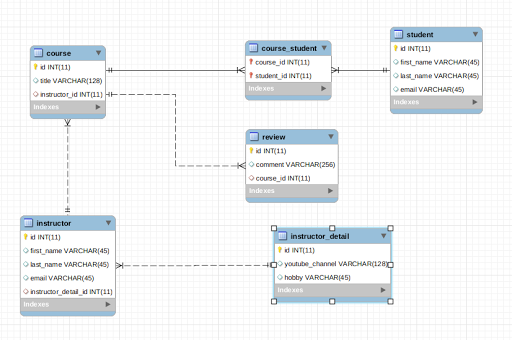 course
id INT(11)
title VARCHAR(128)
instructor_id INT(11)
Indexes
course_student
course_id INT(11)
student_id INT(11)
Indexes
student
id INT(11)
first_name VARCHAR(45)
last_name VARCHAR(45)
email VARCHAR(45)
Indexes
review
id INT(11)
comment VARCHAR(256)
course_id INT(11)
Indexes
instructor
id INT(11)
first_name VARCHAR(45)
last_name VARCHAR(45)
email VARCHAR(45)
instructor_detail_id INT(11)
Indexes
instructor_detail
id INT(11)
youtube_channel VARCHAR(128)
hobby VARCHAR(45)
Indexes